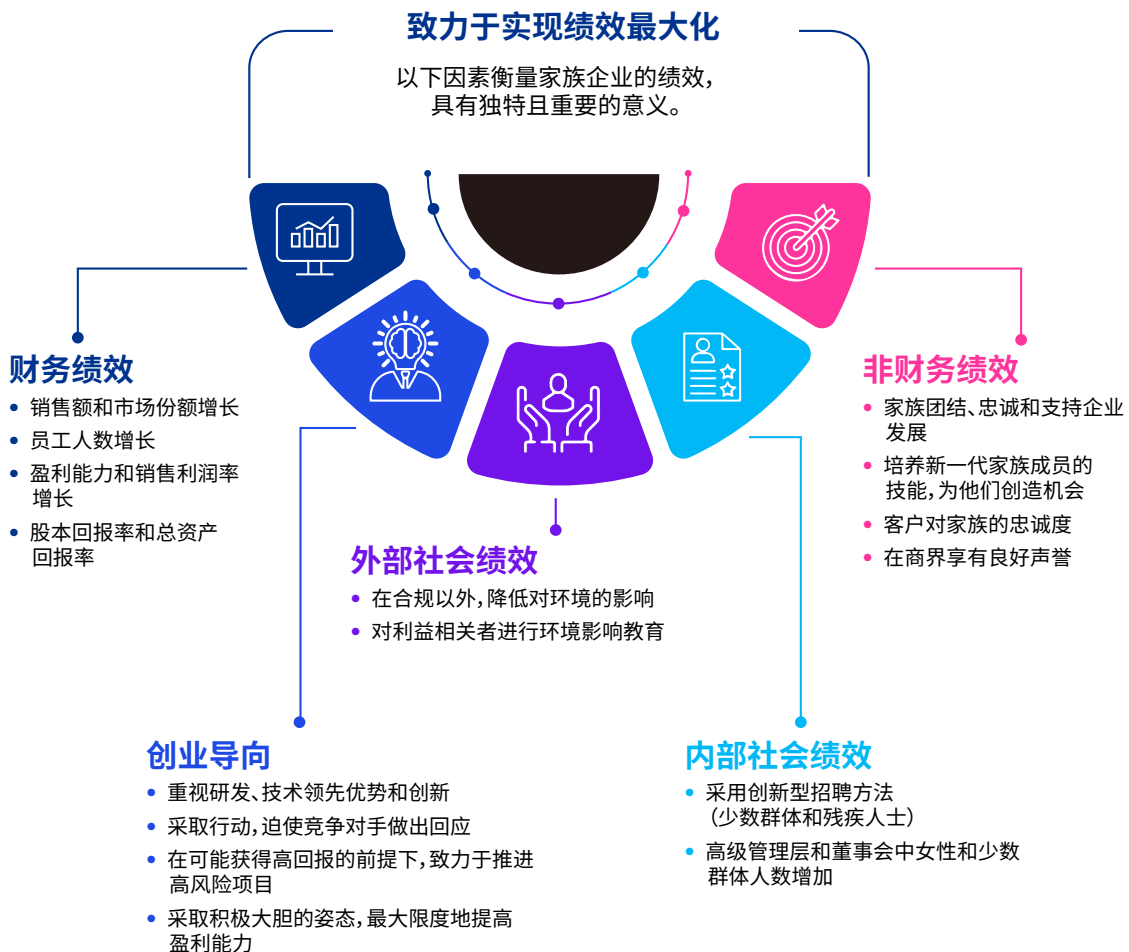 致力于实现绩效最大化
以下因素衡量家族企业的绩效，
具有独特且重要的意义。
财务绩效
• 销售额和市场份额增长
• 员工人数增长
• 盈利能力和销售利润率
增长
• 股本回报率和总资产
回报率
创业导向
• 重视研发、技术领先优势和创新
• 采取行动，迫使竞争对手做出回应
• 在可能获得高回报的前提下，致力于推进
高风险项目
• 采取积极大胆的姿态，最大限度地提高
盈利能力
外部社会绩效
• 在合规以外，降低对环境的影响
• 对利益相关者进行环境影响教育
内部社会绩效
• 采用创新型招聘方法
（少数群体和残疾人士）
• 高级管理层和董事会中女性和少数
群体人数增加
非财务绩效
• 家族团结、忠诚和支持企业
发展
• 培养新一代家族成员的
技能，为他们创造机会
• 客户对家族的忠诚度
• 在商界享有良好声誉